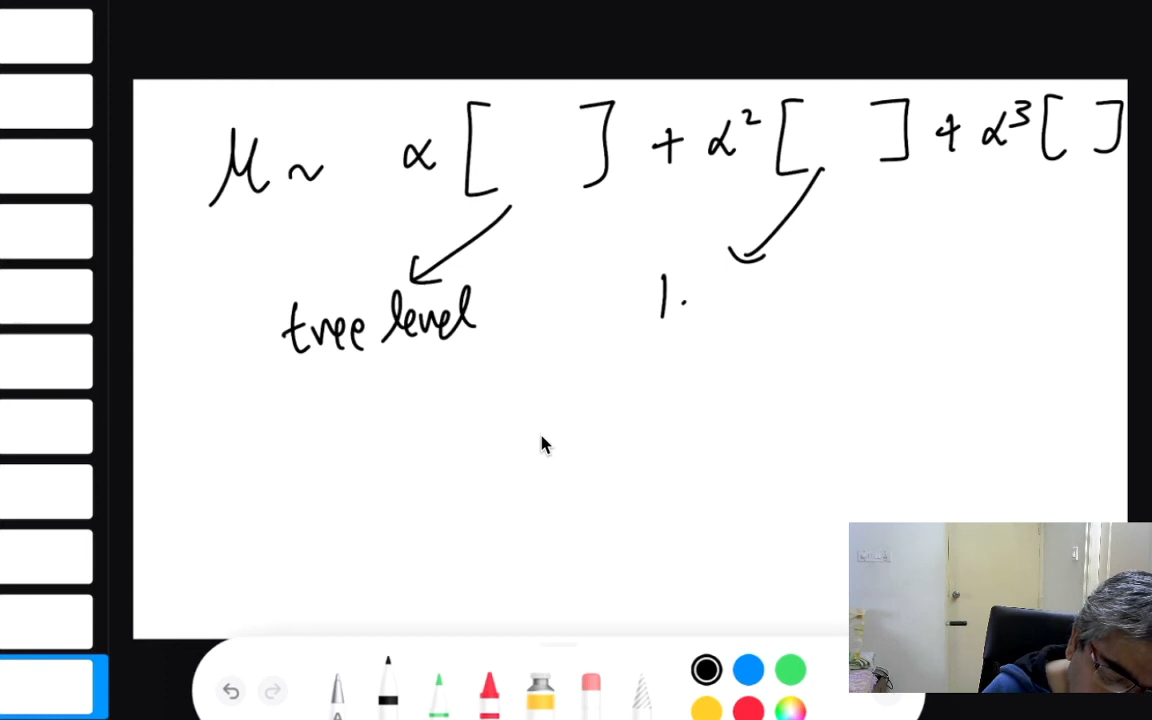 M ~ α [ ] + α² [ ] + α³ [ ]
tree level
1.